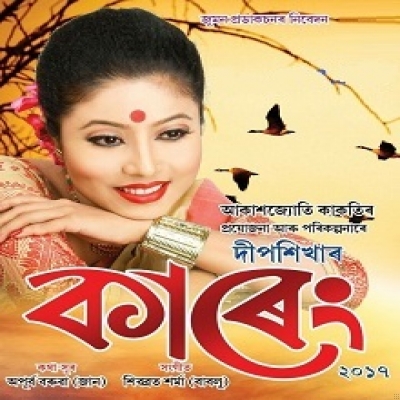 জুমন প্ৰডাকচনৰ নিবেদন
আকাশজ্যোতি কাকতিৰ
প্ৰযোজনা আৰু পৰিকল্পনাৰে
দীপশিখাৰ
কাৰেং
২০১৭
কথা-সুৰ
অপূৰ্ব বৰুৱা (জান)
সংগীত
শিবব্ৰত শৰ্মা (বাবলু)